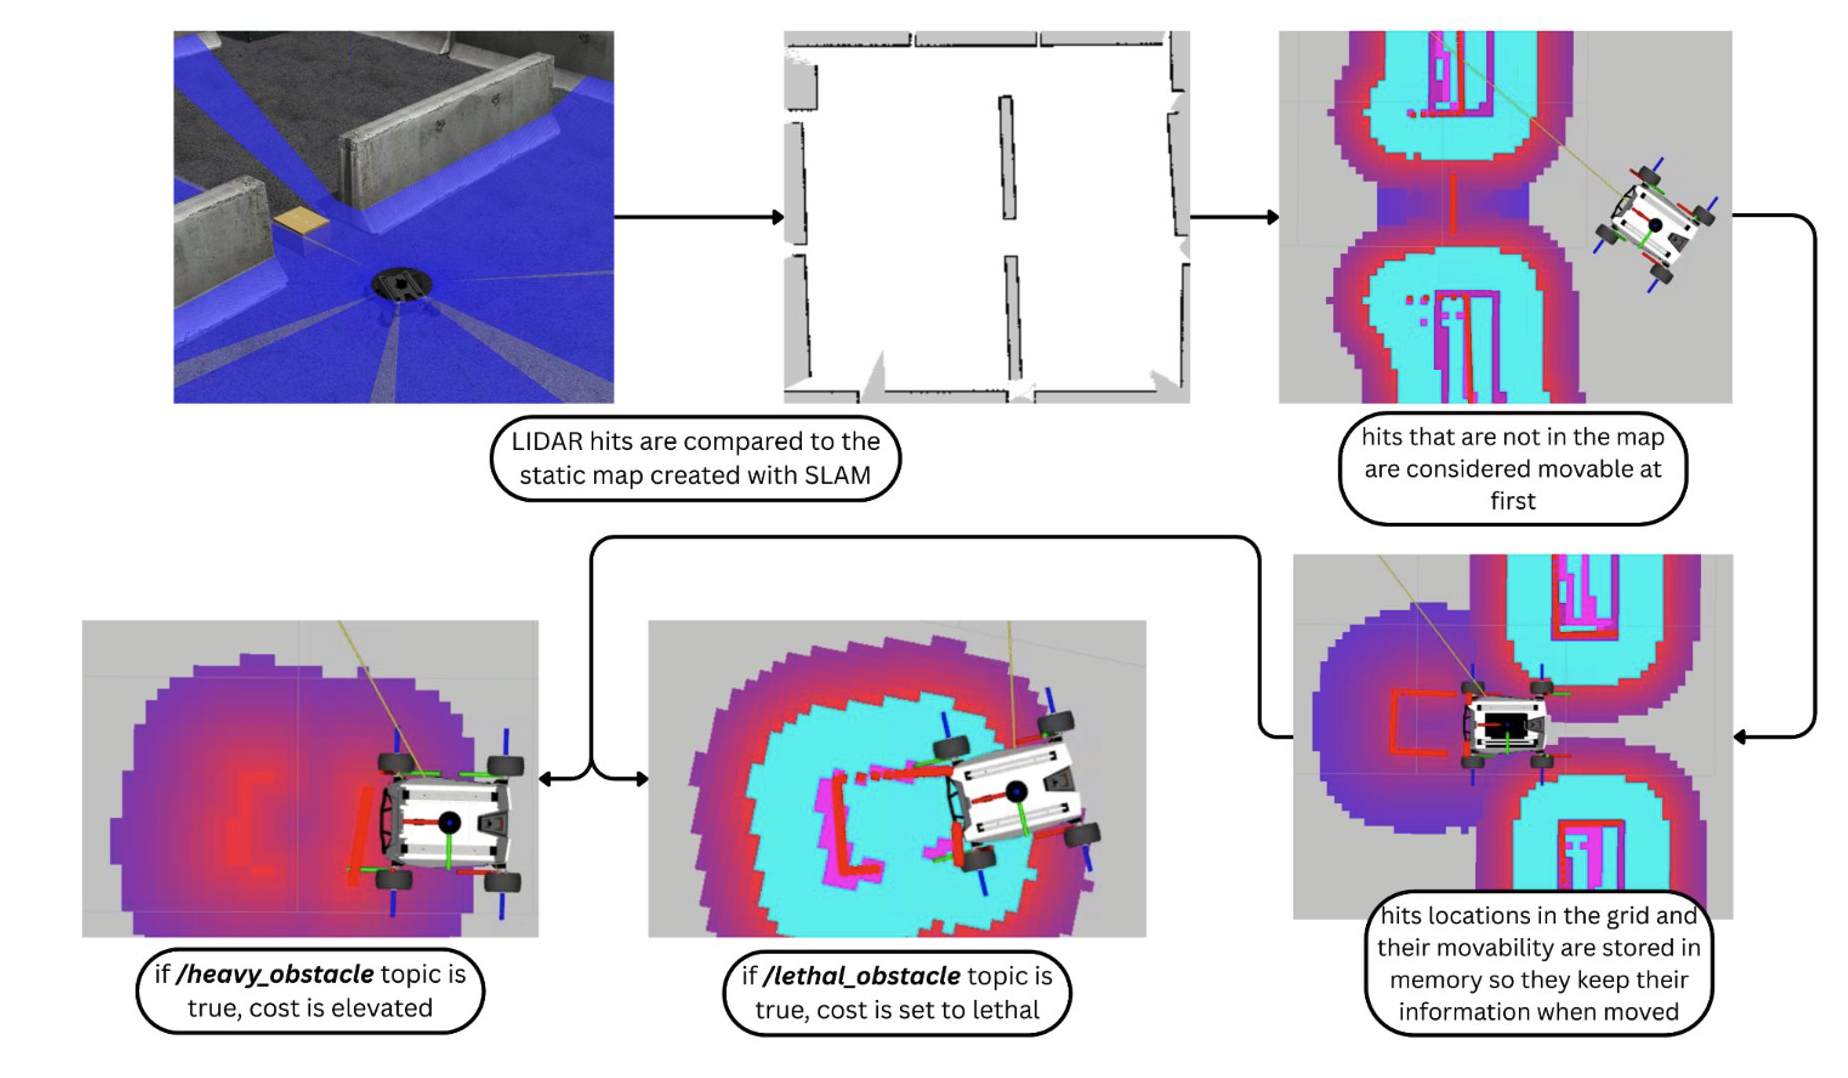 LIDAR hits are compared to the
static map created with SLAM
hits that are not in the map
are considered movable at
first
hits locations in the grid and
their movability are stored in
memory so they keep their
information when moved
if /heavy_obstacle topic is
true, cost is elevated
if /lethal_obstacle topic is
true, cost is set to lethal